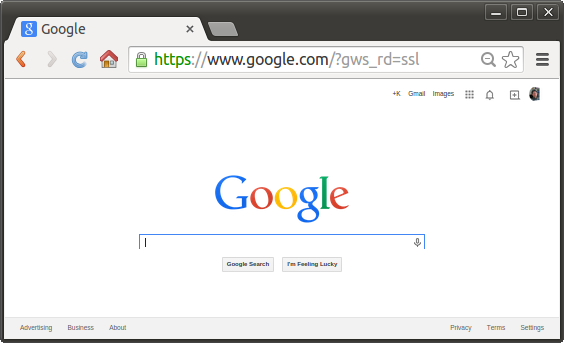 Google
https://www.google.com/?gws_rd=ssl
+K Gmail Images
Google
Google Search I'm Feeling Lucky
Advertising Business About Privacy Terms Settings